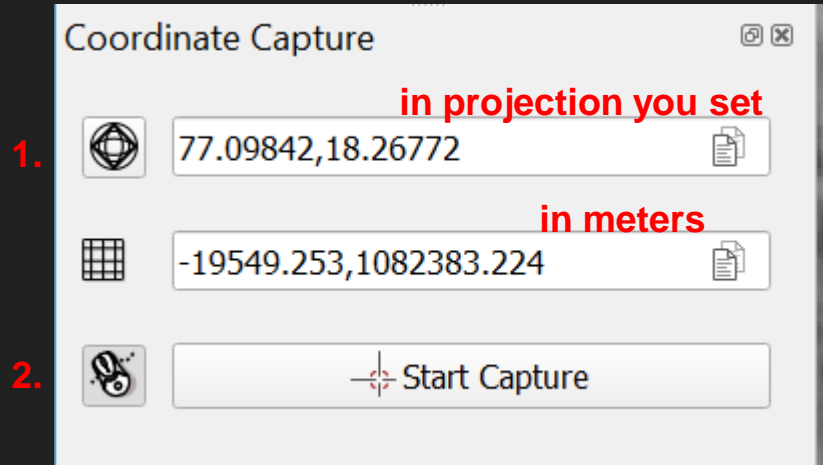 Coordinate Capture
in projection you set
1.
77.09842,18.26772
in meters
-19549.253,1082383.224
2.
Start Capture